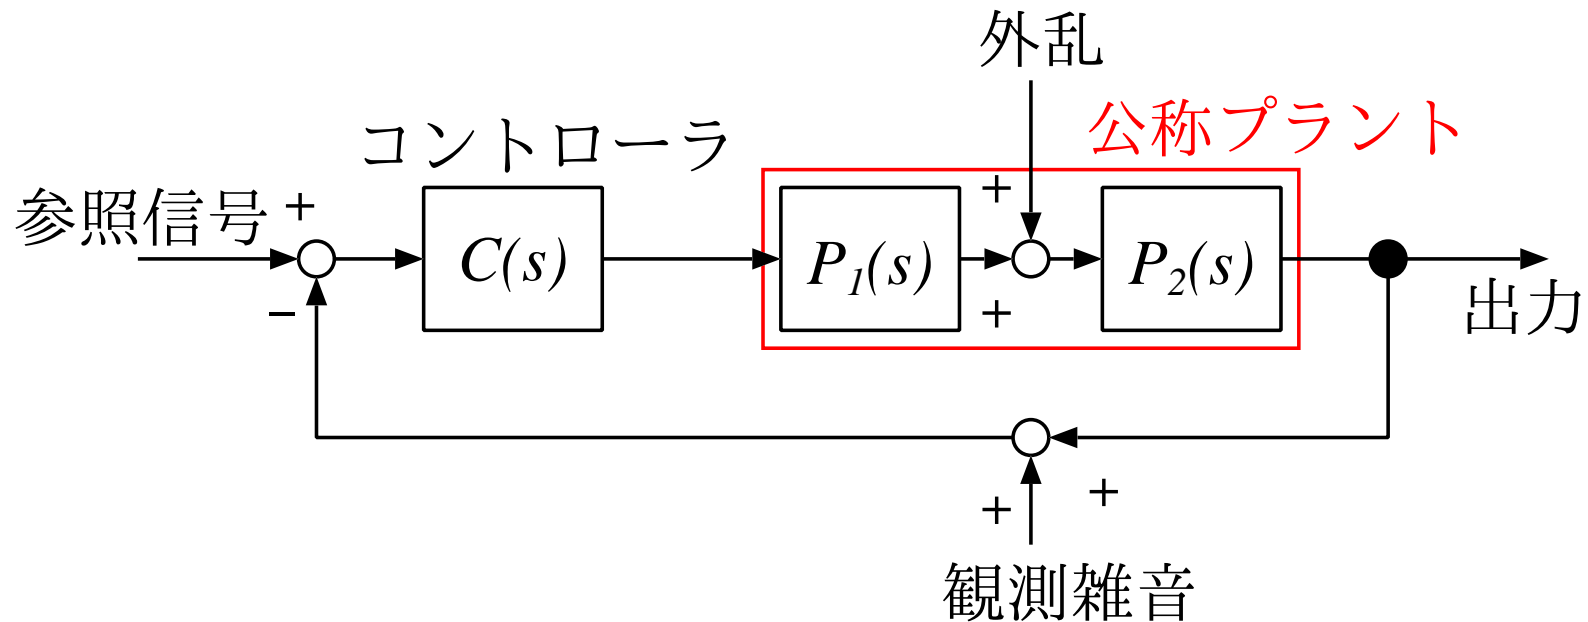 外乱
公称プラント
コントローラ
参照信号
+
+
C(s)
P1(s)
P2(s)
−
+
出力
+
+
観測雑音